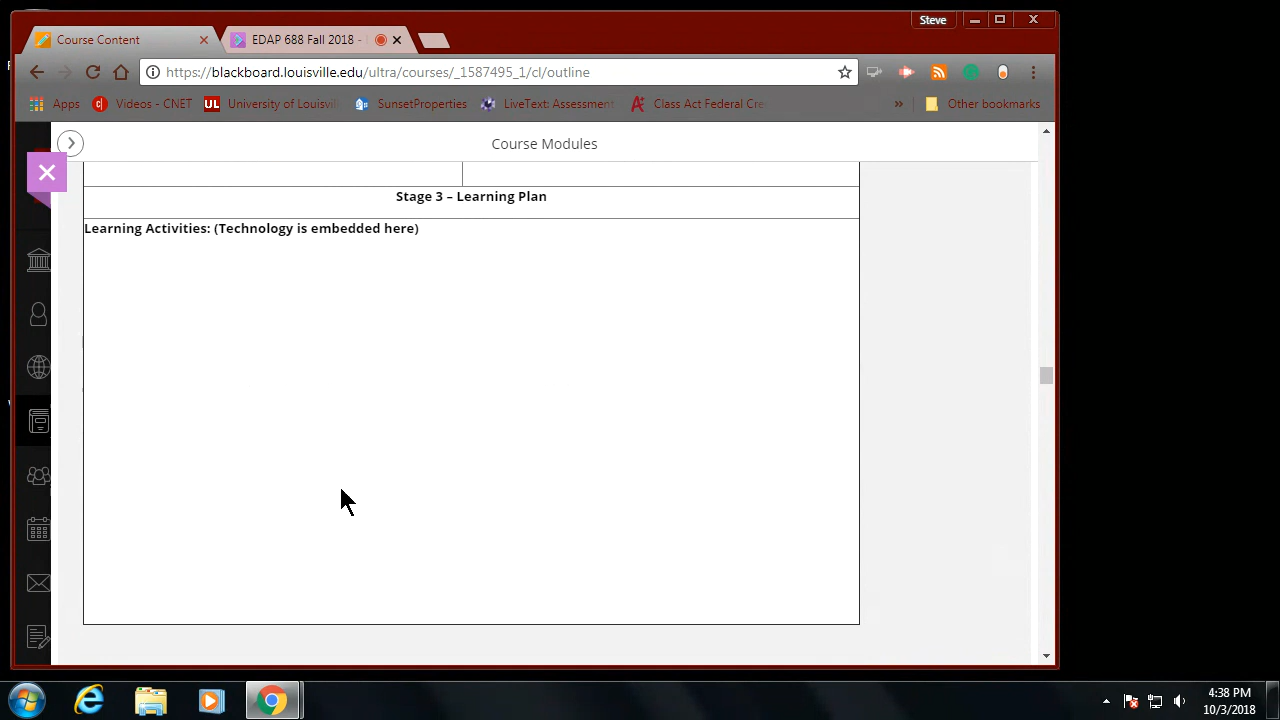 Steve
Course Content
EDAP 688 Fall 2018 -
https://blackboard.louisville.edu/ultra/courses/_1587495_1/cl/outline
Apps
Videos - CNET
UL University of Louisvil
SunsetProperties
LiveText: Assessment
Class Act Federal Cre
» Other bookmarks
Course Modules
Stage 3 – Learning Plan
Learning Activities: (Technology is embedded here)
4:38 PM
10/3/2018